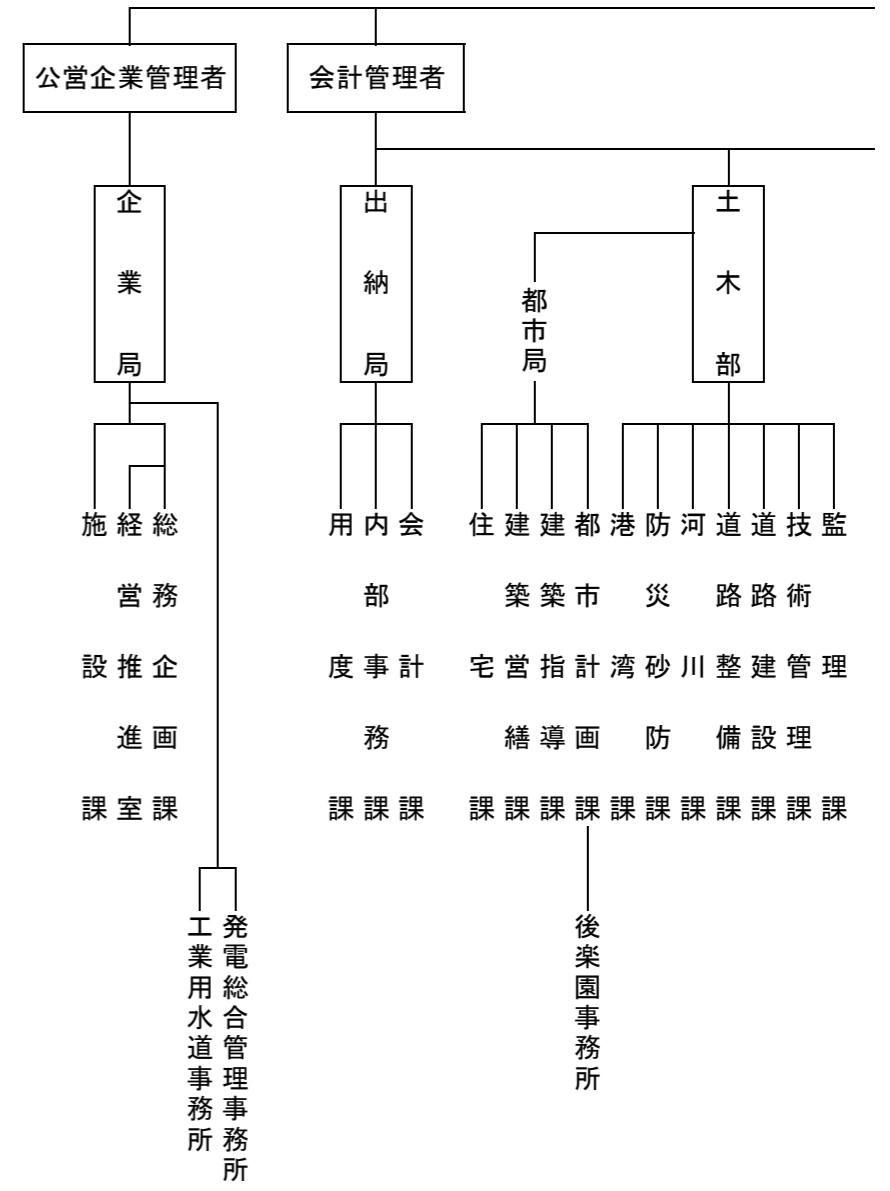 公営企業管理者
会計管理者
企業局
出納局
土木部
都市局
監理課
技術管理課
道路建設課
道路整備課
河川課
防災砂防課
港湾課
都市計画課
建築指導課
建築営繕課
住宅課
会計課
内部事務課
用度課
総務企画課
経営推進室
施設課
後楽園事務所
発電総合管理事務所
工業用水道事務所